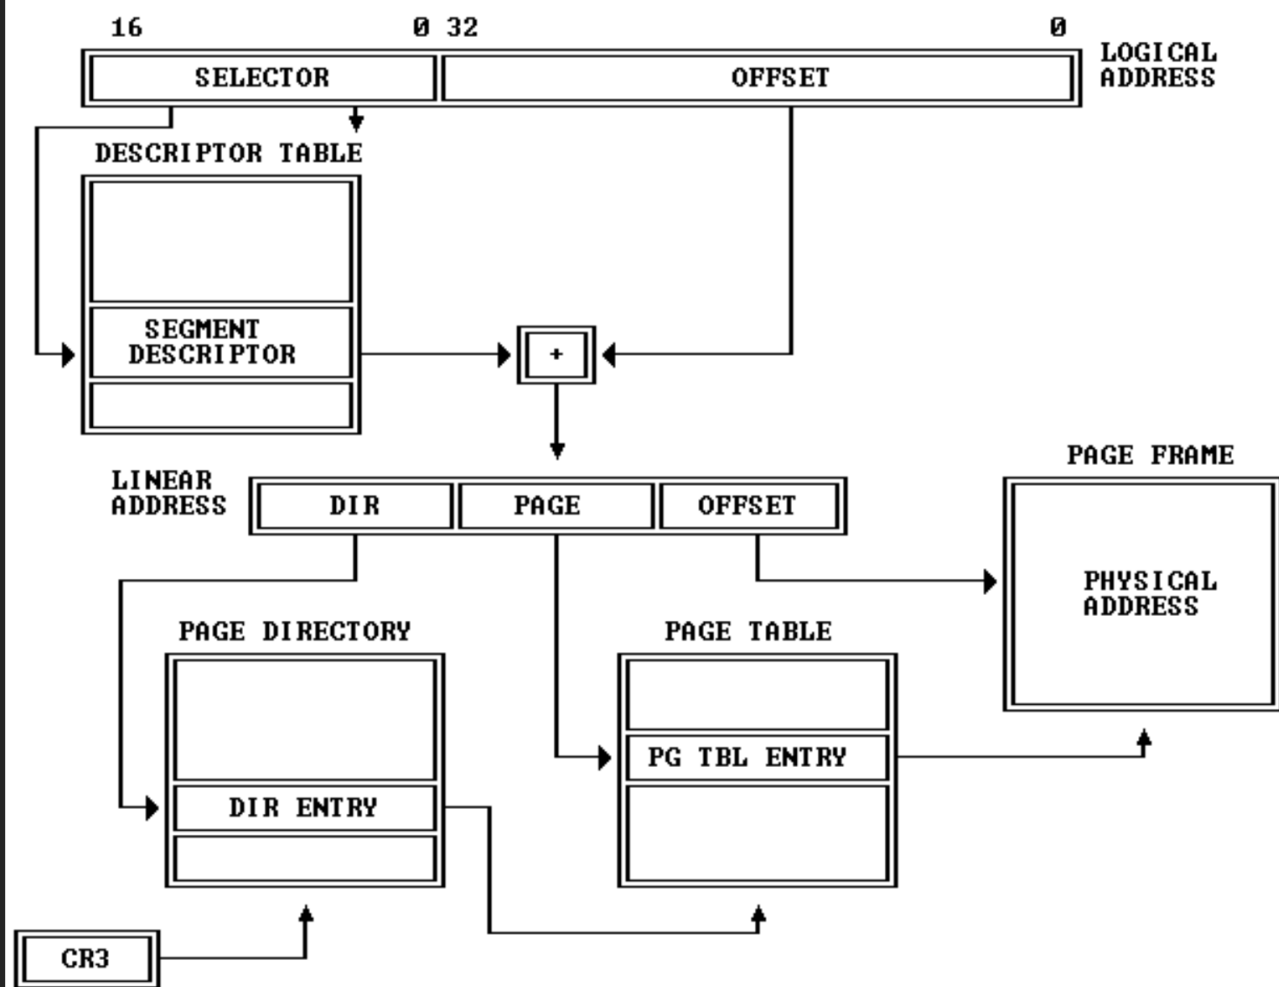 16 0 32 0
SELECTOR OFFSET
LOGICAL
ADDRESS
DESCRIPTOR TABLE
SEGMENT
DESCRIPTOR
+
LINEAR
ADDRESS
DIR PAGE OFFSET
PAGE FRAME
PHYSICAL
ADDRESS
PAGE DIRECTORY
PAGE TABLE
PG TBL ENTRY
DIR ENTRY
CR3